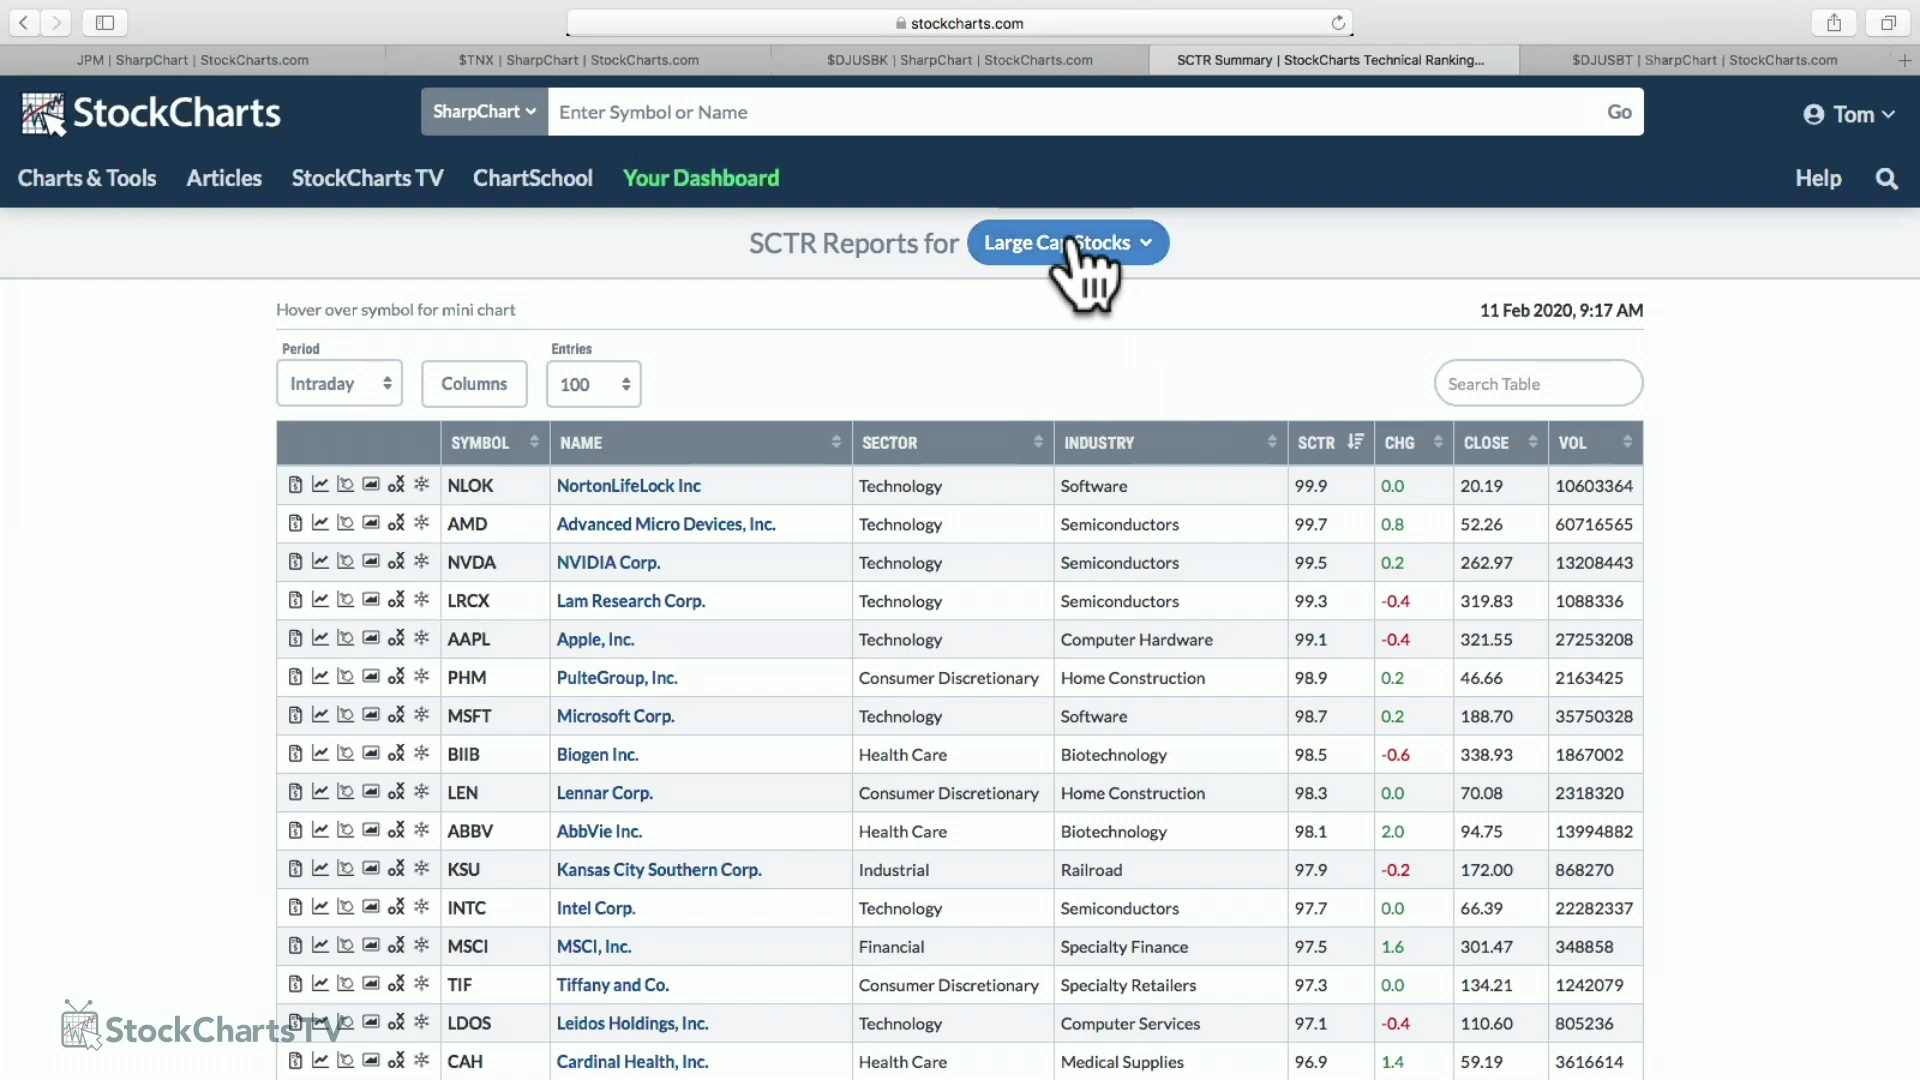 stockcharts.com
JPM | SharpChart | StockCharts.com
$TNX | SharpChart | StockCharts.com
$DJUSBK | SharpChart | StockCharts.com
SCTR Summary | StockCharts Technical Ranking...
$DJUSBT | SharpChart | StockCharts.com
StockCharts
SharpChart
Enter Symbol or Name
Go
Tom
Charts & Tools
Articles
StockCharts TV
ChartSchool
Your Dashboard
Help
SCTR Reports for Large Cap Stocks
Hover over symbol for mini chart
11 Feb 2020, 9:17 AM
Period
Entries
Intraday
Columns
100
Search Table
SYMBOL NAME SECTOR INDUSTRY SCTR CHG CLOSE VOL
NLOK NortonLifeLock Inc Technology Software 99.9 0.0 20.19 10603364
AMD Advanced Micro Devices, Inc. Technology Semiconductors 99.7 0.8 52.26 60716565
NVDA NVIDIA Corp. Technology Semiconductors 99.5 0.2 262.97 13208443
LRCX Lam Research Corp. Technology Semiconductors 99.3 -0.4 319.83 1088336
AAPL Apple, Inc. Technology Computer Hardware 99.1 -0.4 321.55 27253208
PHM PulteGroup, Inc. Consumer Discretionary Home Construction 98.9 0.2 46.66 2163425
MSFT Microsoft Corp. Technology Software 98.7 0.2 188.70 35750328
BIIB Biogen Inc. Health Care Biotechnology 98.5 -0.6 338.93 1867002
LEN Lennar Corp. Consumer Discretionary Home Construction 98.3 0.0 70.08 2318320
ABBV AbbVie Inc. Health Care Biotechnology 98.1 2.0 94.75 13994882
KSU Kansas City Southern Corp. Industrial Railroad 97.9 -0.2 172.00 868270
INTC Intel Corp. Technology Semiconductors 97.7 0.0 66.39 22282337
MSCI MSCI, Inc. Financial Specialty Finance 97.5 1.6 301.47 348858
TIF Tiffany and Co. Consumer Discretionary Specialty Retailers 97.3 0.0 134.21 1242079
LDOS Leidos Holdings, Inc. Technology Computer Services 97.1 -0.4 110.60 805236
CAH Cardinal Health, Inc. Health Care Medical Supplies 96.9 1.4 59.19 3616614
StockChartsTV